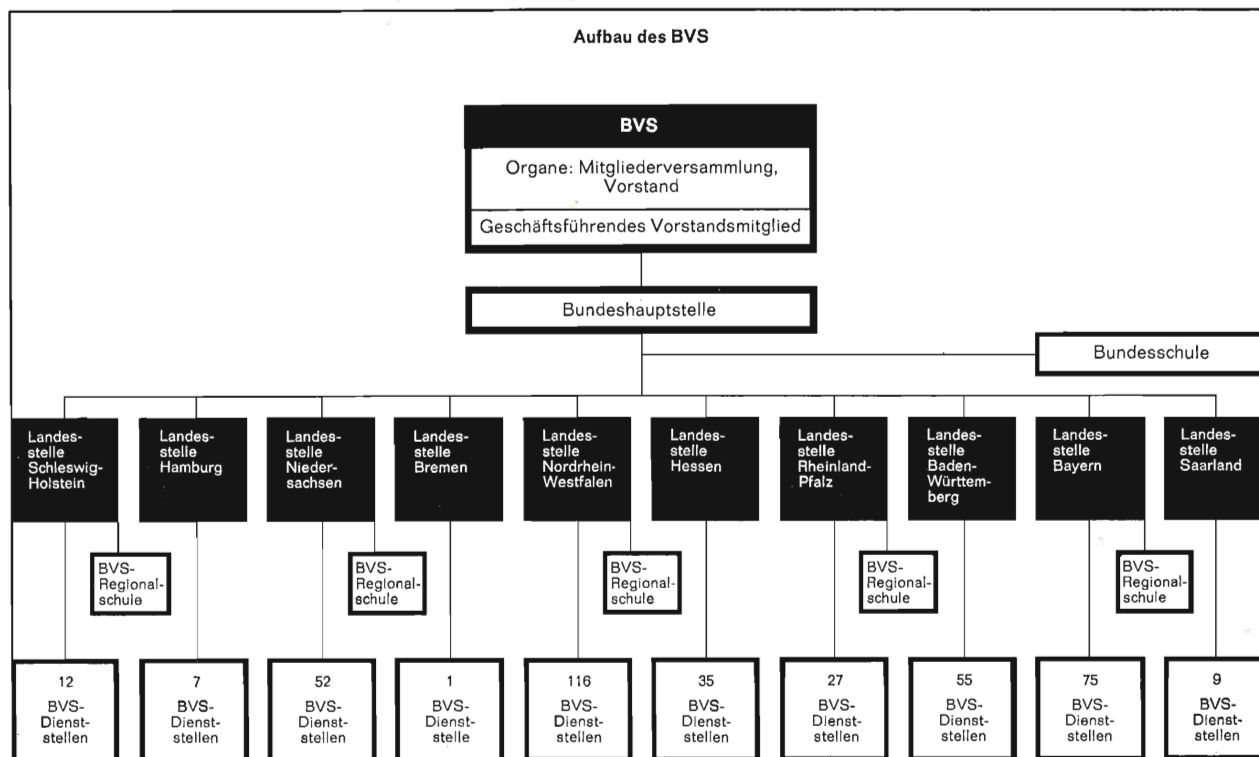 Aufbau des BVS
BVS
Organe: Mitgliederversammlung,
Vorstand
Geschäftsführendes Vorstandsmitglied
Bundeshauptstelle
Bundesschule
Landes-
stelle
Schleswig-
Holstein
Landes-
stelle
Hamburg
Landes-
stelle
Nieder-
sachsen
Landes-
stelle
Bremen
Landes-
stelle
Nordrhein-
Westfalen
Landes-
stelle
Hessen
Landes-
stelle
Rheinland-
Pfalz
Landes-
stelle
Baden-
Württem-
berg
Landes-
stelle
Bayern
Landes-
stelle
Saarland
BVS-
Regional-
schule
BVS-
Regional-
schule
BVS-
Regional-
schule
BVS-
Regional-
schule
BVS-
Regional-
schule
12
BVS-
Dienst-
stellen
7
BVS-
Dienst-
stellen
52
BVS-
Dienst-
stellen
1
BVS-
Dienst-
stelle
116
BVS-
Dienst-
stellen
35
BVS-
Dienst-
stellen
27
BVS-
Dienst-
stellen
55
BVS-
Dienst-
stellen
75
BVS-
Dienst-
stellen
9
BVS-
Dienst-
stellen